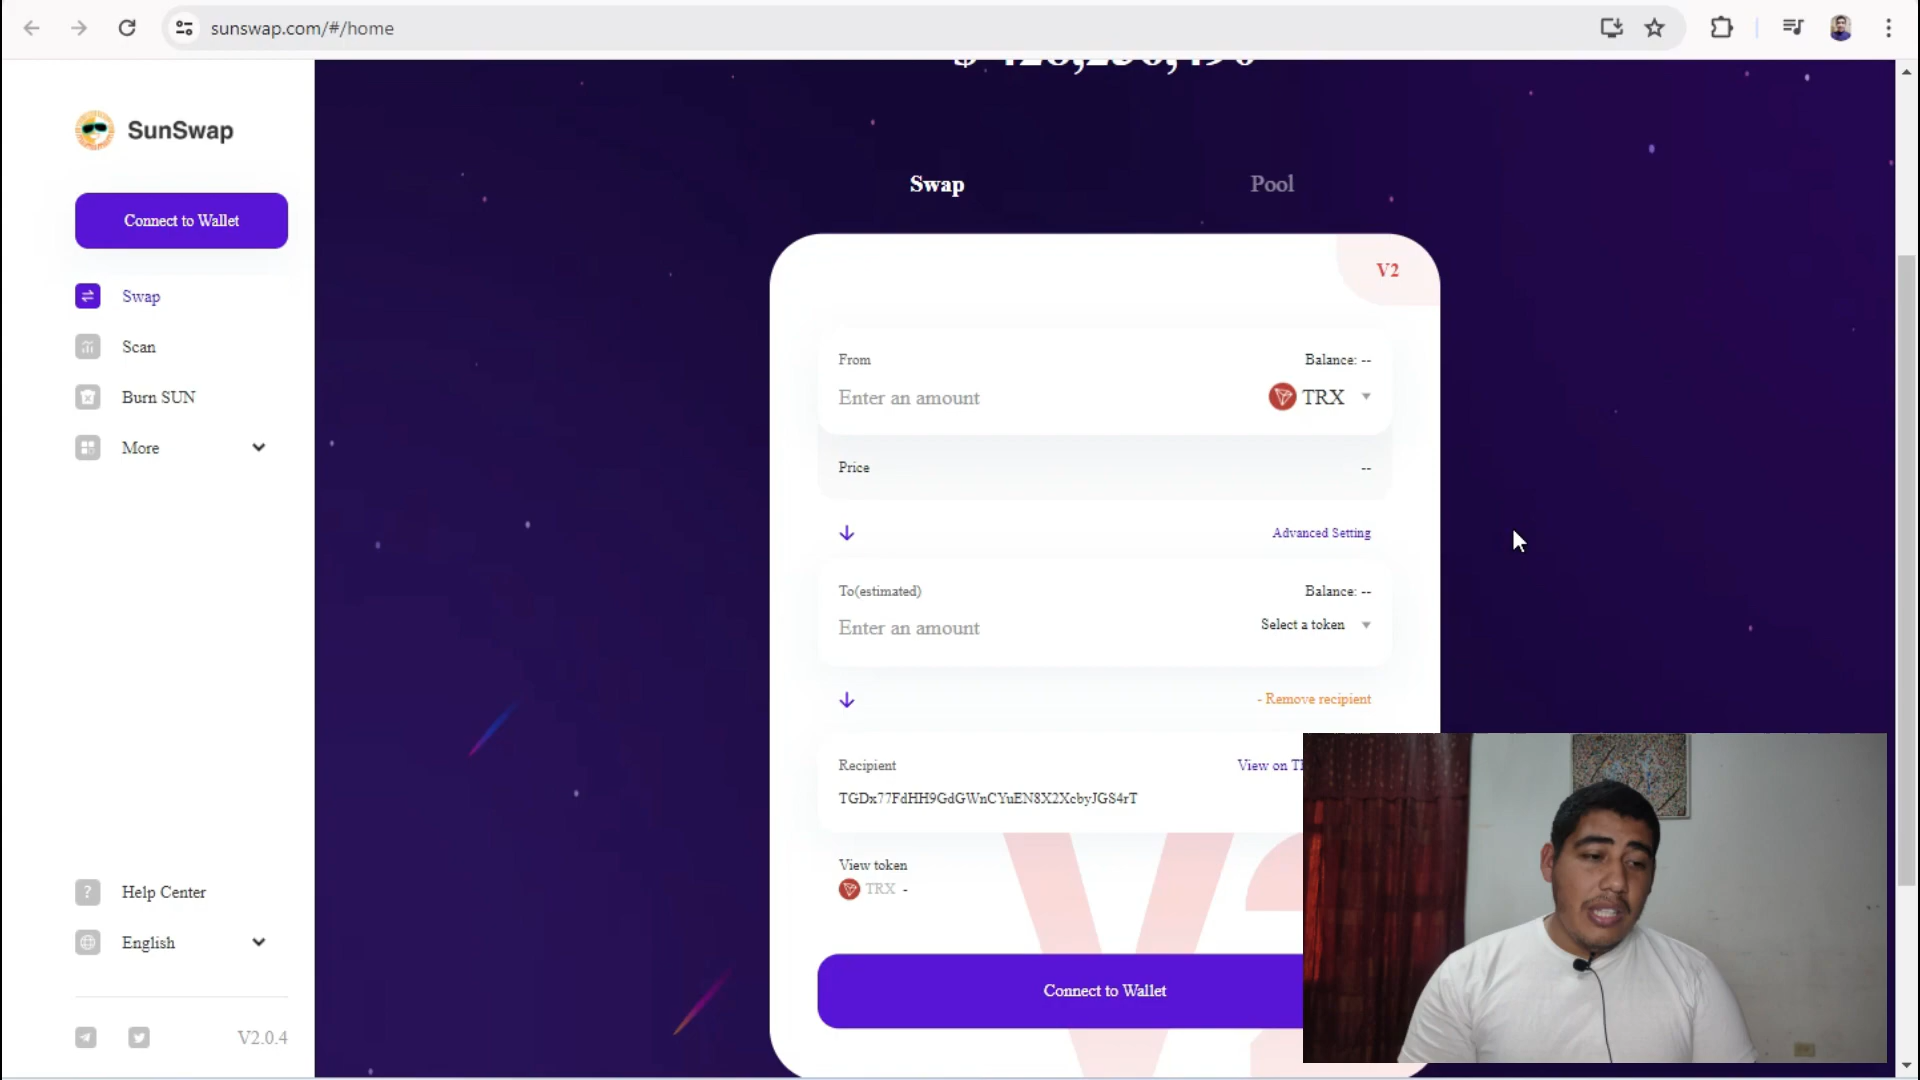 sunswap.com/#/home
SunSwap
Connect to Wallet
Swap
Scan
Burn SUN
More
Help Center
English
V2.0.4
Swap
Pool
V2
From
Balance: --
Enter an amount
TRX
Price
--
Advanced Setting
To(estimated)
Balance: --
Enter an amount
Select a token
- Remove recipient
Recipient
View on
TGDx77FdHH9GdGWnCYuEN8X2XcbyJGS4rT
View token
TRX -
Connect to Wallet